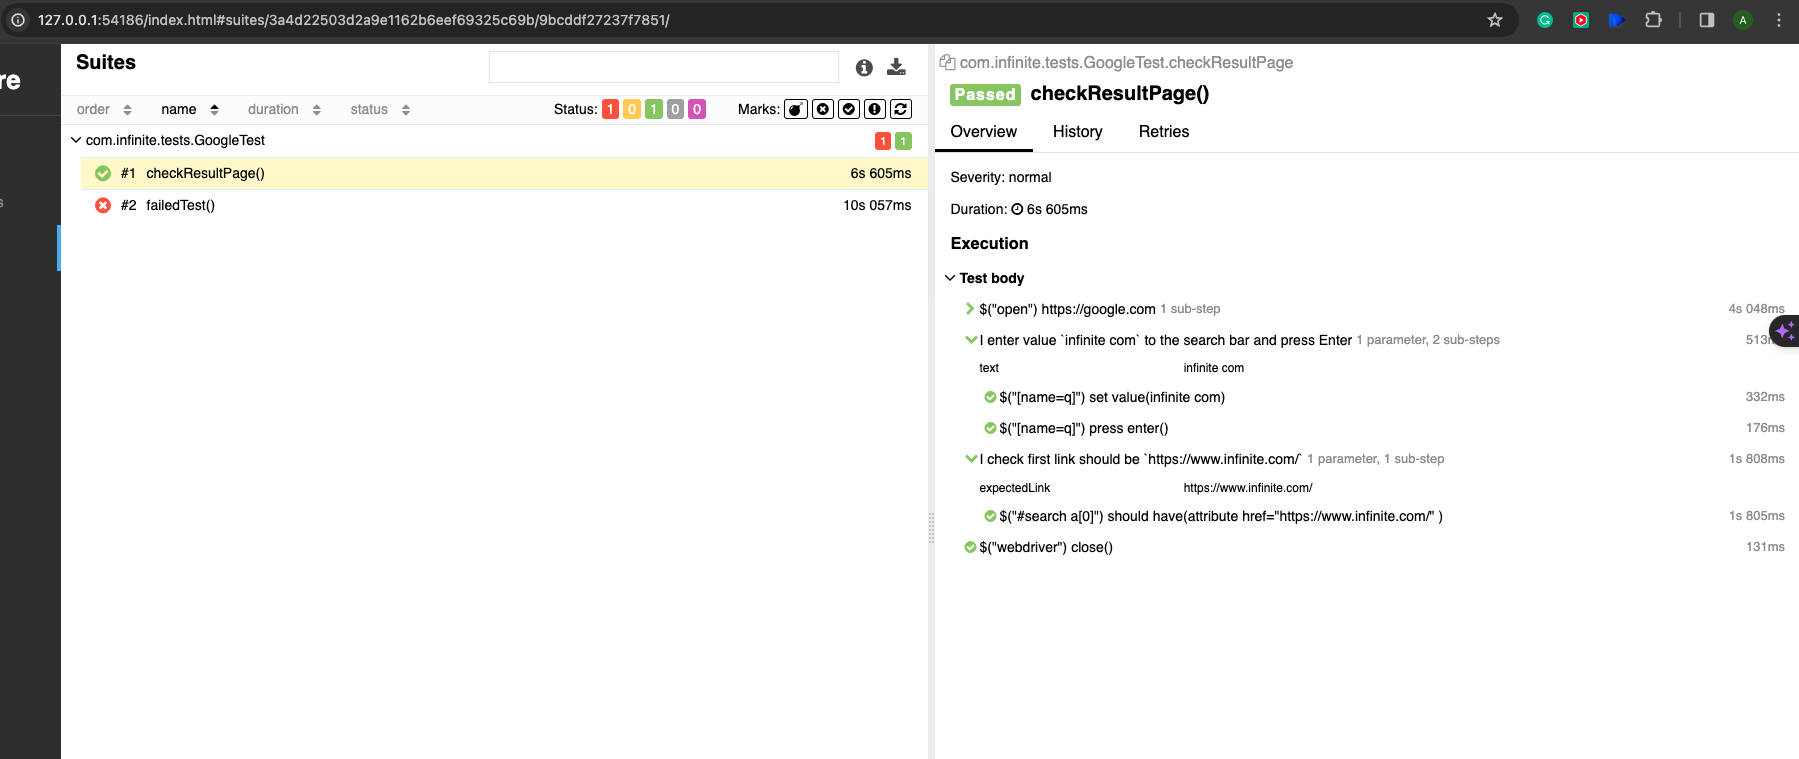 127.0.0.1:54186/index.html#suites/3a4d22503d2a9e1162b6eef69325c69b/9bcddf27237f7851/
A
re
s
Suites
order name duration status Status: 1 0 1 0 0 Marks:
com.infinite.tests.GoogleTest 1 1
#1 checkResultPage() 6s 605ms
#2 failedTest() 10s 057ms
com.infinite.tests.GoogleTest.checkResultPage
Passed checkResultPage()
Overview History Retries
Severity: normal
Duration: 6s 605ms
Execution
Test body
$("open") https://google.com 1 sub-step 4s 048ms
I enter value `infinite com` to the search bar and press Enter 1 parameter, 2 sub-steps 513
text infinite com
$("[name=q]") set value(infinite com) 332ms
$("[name=q]") press enter() 176ms
I check first link should be `https://www.infinite.com/` 1 parameter, 1 sub-step 1s 808ms
expectedLink https://www.infinite.com/
$("#search a[0]") should have(attribute href="https://www.infinite.com/" ) 1s 805ms
$("webdriver") close() 131ms